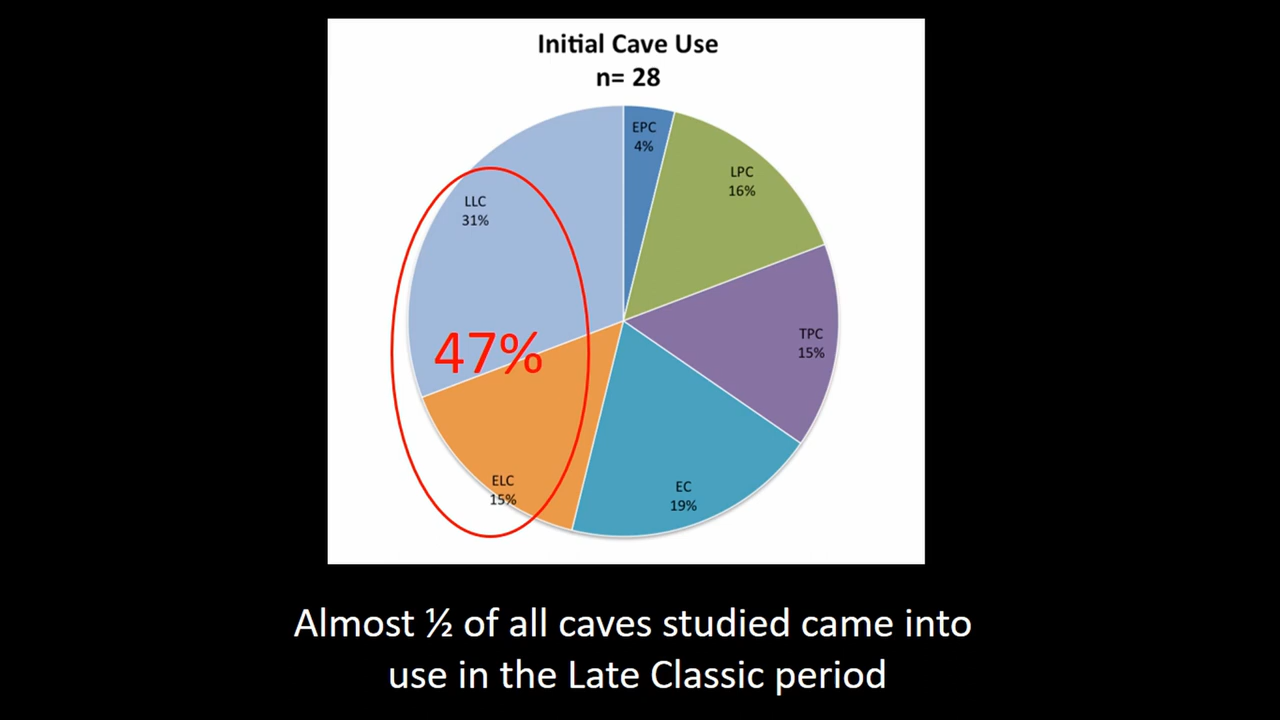 Initial Cave Use
n= 28
EPC
4%
LPC
16%
LLC
31%
TPC
15%
47%
ELC
15%
EC
19%
Almost ½ of all caves studied came into
use in the Late Classic period